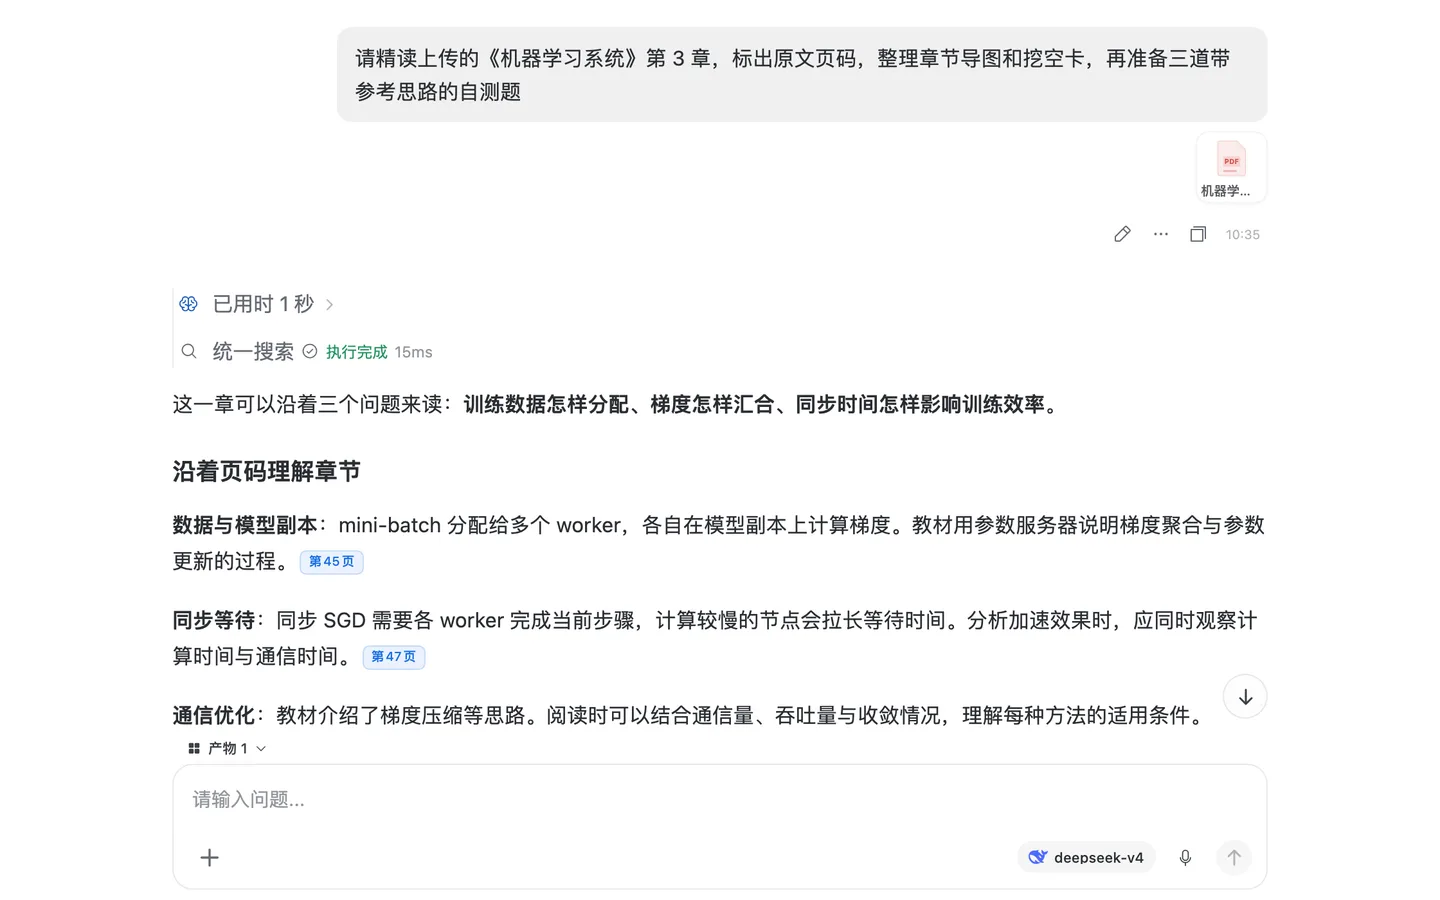 请精读上传的《机器学习系统》第 3 章，标出原文页码，整理章节导图和挖空卡，再准备三道带
参考思路的自测题
PDF
机器学...
10:35
已用时 1 秒
统一搜索 执行完成 15ms
这一章可以沿着三个问题来读：训练数据怎样分配、梯度怎样汇合、同步时间怎样影响训练效率。
沿着页码理解章节
数据与模型副本：mini-batch 分配给多个 worker，各自在模型副本上计算梯度。教材用参数服务器说明梯度聚合与参数
更新的过程。 第45页
同步等待：同步 SGD 需要各 worker 完成当前步骤，计算较慢的节点会拉长等待时间。分析加速效果时，应同时观察计
算时间与通信时间。 第47页
通信优化：教材介绍了梯度压缩等思路。阅读时可以结合通信量、吞吐量与收敛情况，理解每种方法的适用条件。
产物 1
请输入问题...
deepseek-v4